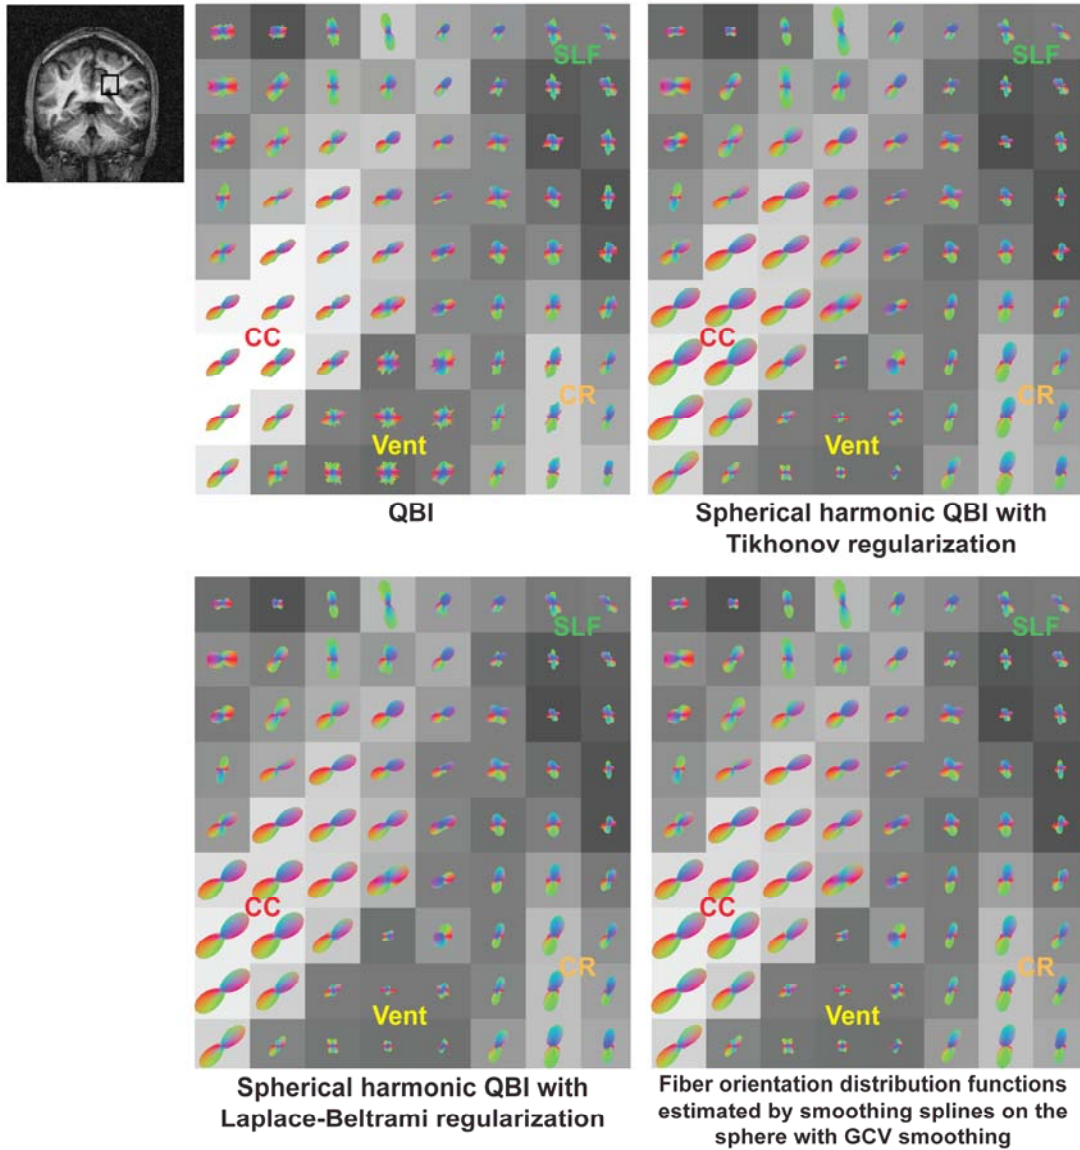 SLF
CC
CR
Vent
QBI
SLF
CC
CR
Vent
Spherical harmonic QBI with
Tikhonov regularization
SLF
CC
CR
Vent
Spherical harmonic QBI with
Laplace-Beltrami regularization
SLF
CC
CR
Vent
Fiber orientation distribution functions
estimated by smoothing splines on the
sphere with GCV smoothing